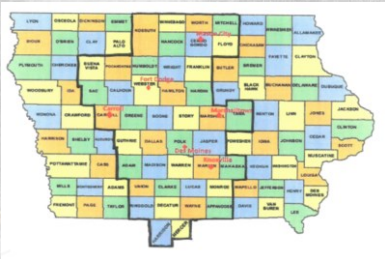 LYON OSCEOLA DICKINSON EMMET WINNEBAGO WORTH MITCHELL HOWARD WINNESHIEK ALLAMAKEE
SIOUX O'BRIEN CLAY PALO ALTO KOSSUTH HANCOCK CERRO GORDO FLOYD CHICKASAW
Mason City
PLYMOUTH CHEROKEE BUENA VISTA POCAHONTAS HUMBOLDT WRIGHT FRANKLIN BUTLER BREMER FAYETTE CLAYTON
WOODBURY IDA SAC CALHOUN WEBSTER HAMILTON HARDIN GRUNDY BLACK HAWK BUCHANAN DELAWARE DUBUQUE
Fort Dodge
MONONA CRAWFORD CARROLL GREENE BOONE STORY MARSHALL TAMA BENTON LINN JONES JACKSON
Carroll
Marshalltown
HARRISON SHELBY AUDUBON GUTHRIE DALLAS POLK JASPER POWESHIEK IOWA JOHNSON CEDAR CLINTON
SCOTT
Des Moines
MUSCATINE
POTTAWATTAMIE CASS ADAIR MADISON WARREN MARION MAHASKA KEOKUK WASHINGTON LOUISA
Knoxville
MILLS MONTGOMERY ADAMS UNION CLARKE LUCAS MONROE WAPELLO JEFFERSON HENRY DES MOINES
FREMONT PAGE TAYLOR RINGGOLD DECATUR WAYNE APPANOOSE DAVIS VAN BUREN LEE